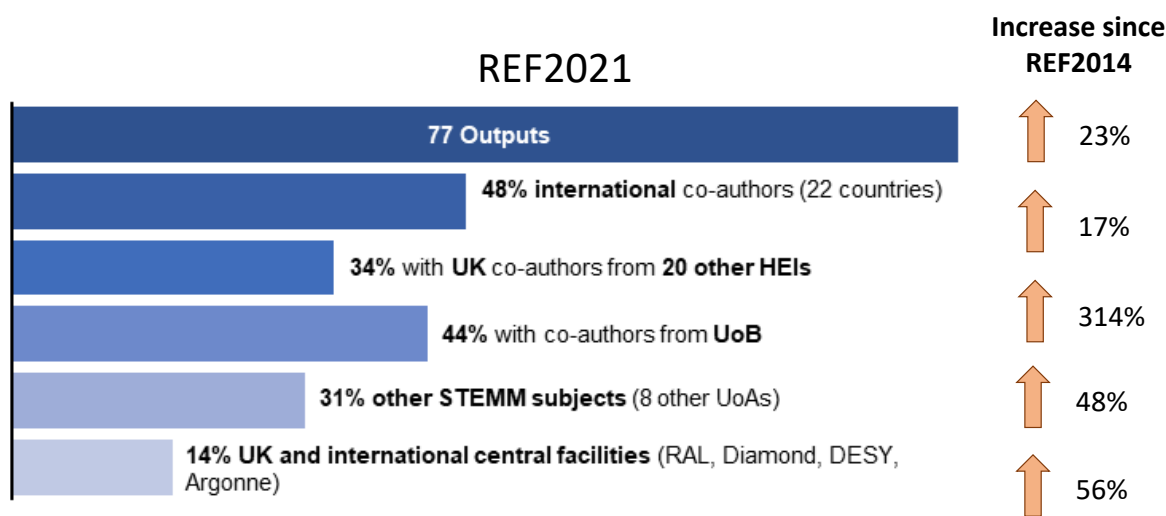 Increase since
REF2014
REF2021
77 Outputs
23%
48% international co-authors (22 countries)
17%
34% with UK co-authors from 20 other HEIs
314%
44% with co-authors from UoB
31% other STEMM subjects (8 other UoAs)
48%
14% UK and international central facilities (RAL, Diamond, DESY,
Argonne)
56%